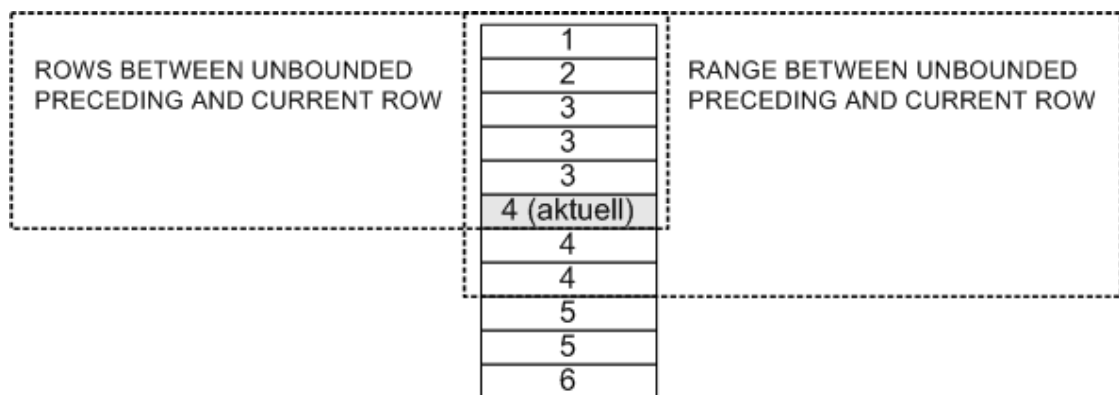 ROWS BETWEEN UNBOUNDED
PRECEDING AND CURRENT ROW
1
2
3
3
3
4 (aktuell)
4
4
5
5
6
RANGE BETWEEN UNBOUNDED
PRECEDING AND CURRENT ROW